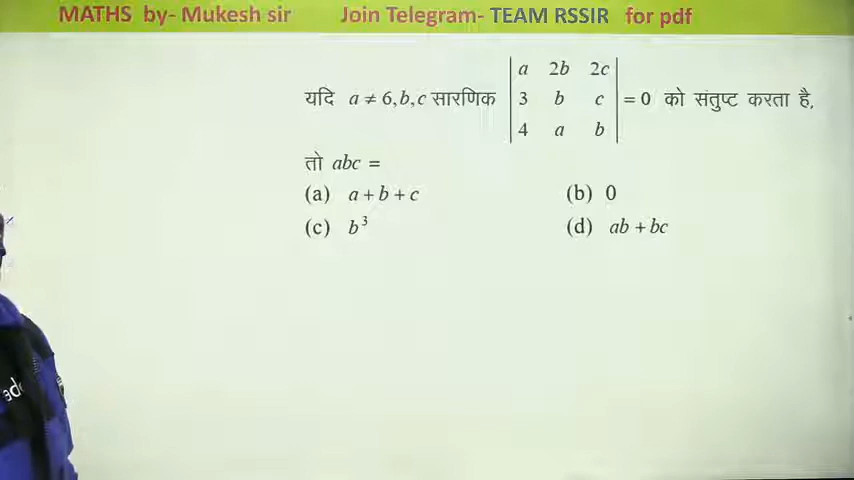 MATHS by- Mukesh sir Join Telegram- TEAM RSSIR for pdf
यदि a ≠ 6, b, c सारणिक |a 2b 2c; 3 b c; 4 a b| = 0 को संतुप्ट करता है,
तो abc =
(a) a + b + c (b) 0
(c) b³ (d) ab + bc